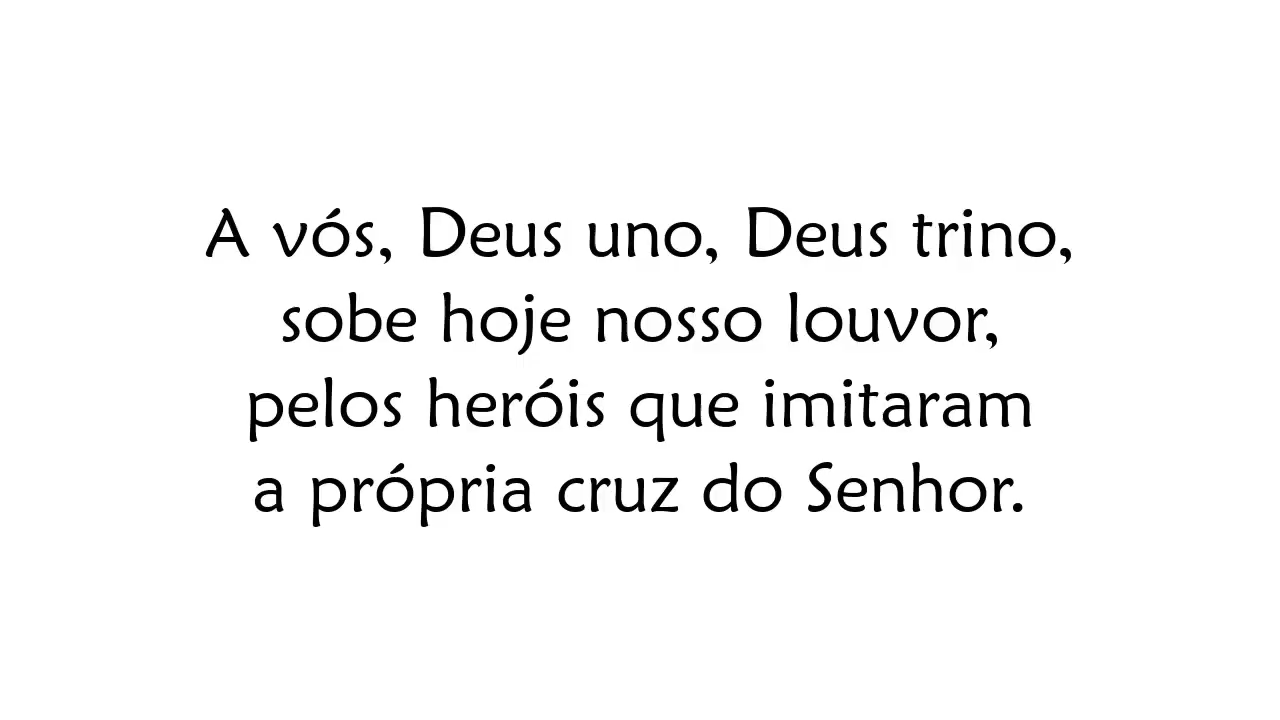 A vós, Deus uno, Deus trino,
sobe hoje nosso louvor,
pelos heróis que imitaram
a própria cruz do Senhor.